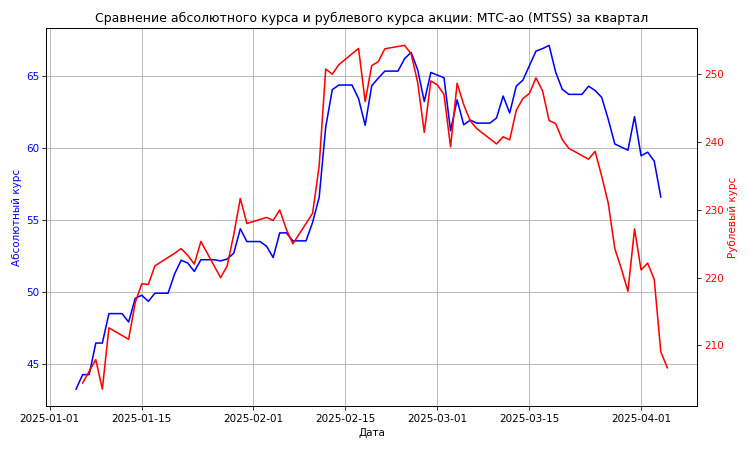 Сравнение абсолютного курса и рублевого курса акции: МТС-ао (MTSS) за квартал
Абсолютный курс
65
60
55
50
45
250
240
230
220
210
Рублевый курс
2025-01-01 2025-01-15 2025-02-01 2025-02-15 2025-03-01 2025-03-15 2025-04-01
Дата